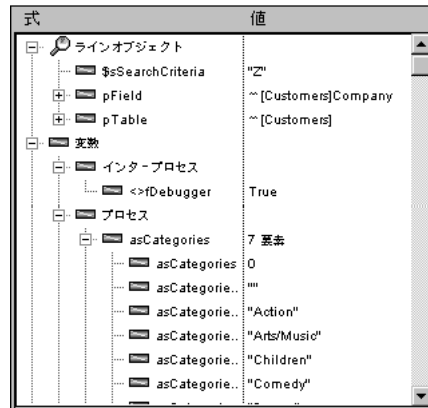 式 値
ラインオブジェクト
$sSearchCriteria "Z"
pField ~[Customers]Company
pTable ~[Customers]
変数
インタープロセス
<>fDebugger True
プロセス
asCategories 7 要素
asCategories 0
asCategorie.. ""
asCategorie.. "Action"
asCategorie.. "Arts/Music"
asCategorie.. "Children"
asCategorie.. "Comedy"